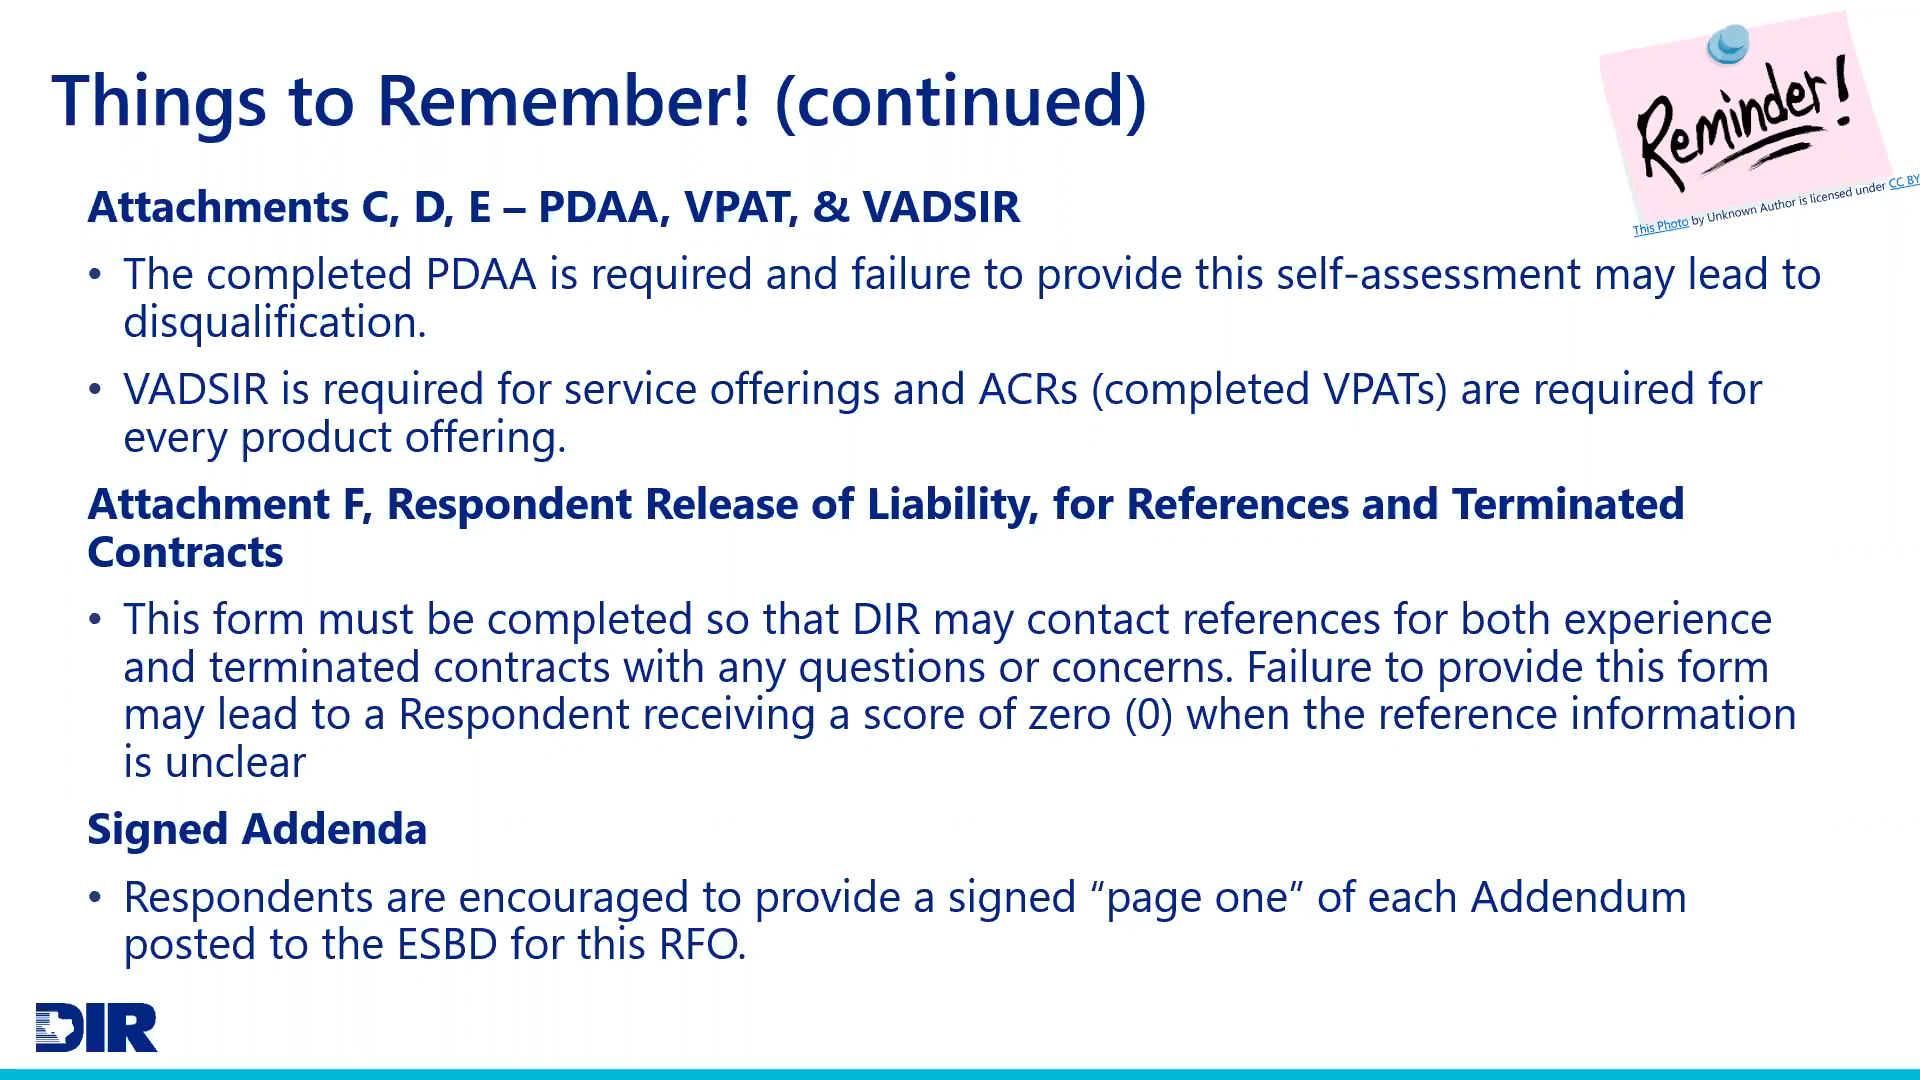 Things to Remember! (continued)
Reminder!
This Photo by Unknown Author is licensed under CC BY
Attachments C, D, E – PDAA, VPAT, & VADSIR
• The completed PDAA is required and failure to provide this self-assessment may lead to
disqualification.
• VADSIR is required for service offerings and ACRs (completed VPATs) are required for
every product offering.
Attachment F, Respondent Release of Liability, for References and Terminated
Contracts
• This form must be completed so that DIR may contact references for both experience
and terminated contracts with any questions or concerns. Failure to provide this form
may lead to a Respondent receiving a score of zero (0) when the reference information
is unclear
Signed Addenda
• Respondents are encouraged to provide a signed “page one” of each Addendum
posted to the ESBD for this RFO.
DIR